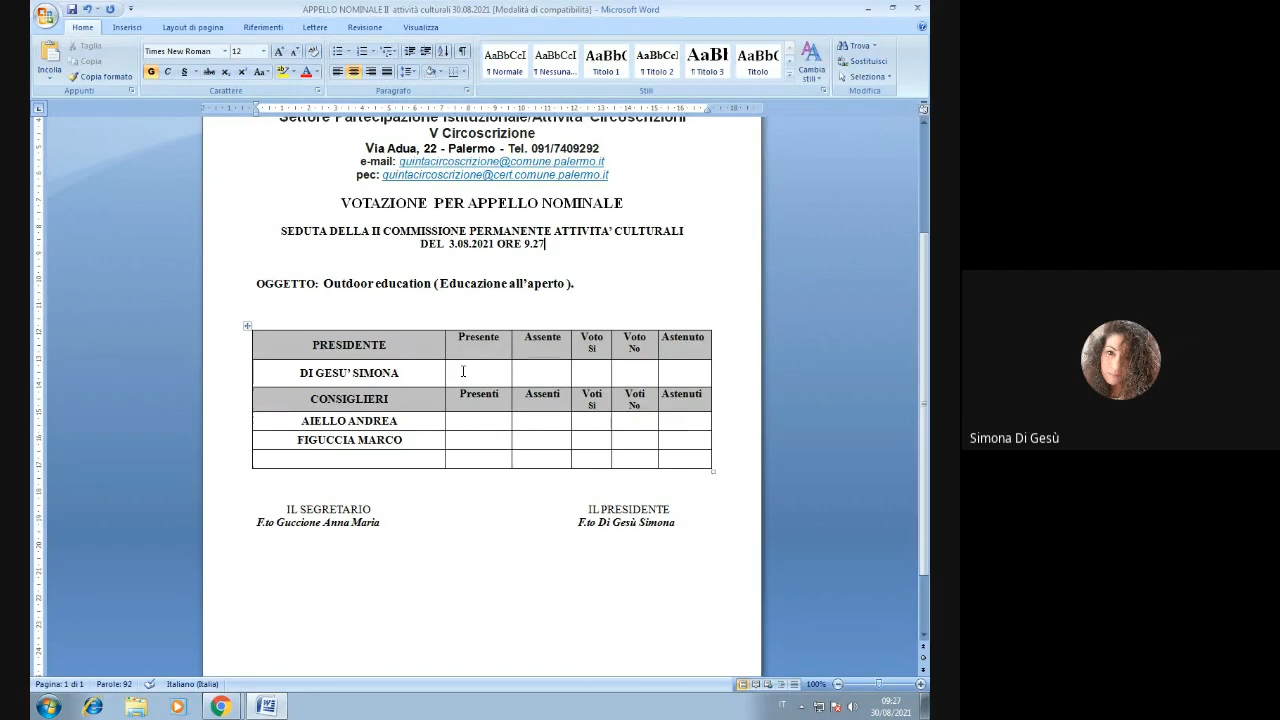 APPELLO NOMINALE II attività culturali 30.08.2021 [Modalità di compatibilità] - Microsoft Word
Home Inserisci Layout di pagina Riferimenti Lettere Revisione Visualizza
Incolla
Taglia
Copia
Copia formato
Appunti
Times New Roman 12
G C S abc x₂ x² Aa
Carattere
Paragrafo
AaBbCcI AaBbCcI AaBb( AaBbCcI AaBl AaBb(
¶ Normale ¶ Nessuna... Titolo 1 ¶ Titolo 2 ¶ Titolo 3 Titolo
Stili
Cambia
stili
Trova
Sostituisci
Seleziona
Modifica
Settore Partecipazione Istituzionale/Attività Circoscrizioni
V Circoscrizione
Via Adua, 22 - Palermo - Tel. 091/7409292
e-mail: quintacircoscrizione@comune.palermo.it
pec: quintacircoscrizione@cert.comune.palermo.it
VOTAZIONE PER APPELLO NOMINALE
SEDUTA DELLA II COMMISSIONE PERMANENTE ATTIVITA' CULTURALI
DEL 3.08.2021 ORE 9.27
OGGETTO: Outdoor education ( Educazione all'aperto ).
PRESIDENTE Presente Assente Voto Si Voto No Astenuto
DI GESU' SIMONA
CONSIGLIERI Presenti Assenti Voti Si Voti No Astenuti
AIELLO ANDREA
FIGUCCIA MARCO
IL SEGRETARIO IL PRESIDENTE
F.to Guccione Anna Maria F.to Di Gesù Simona
Simona Di Gesù
Pagina: 1 di 1 Parole: 92 Italiano (Italia) 100%
IT 09:27
30/08/2021